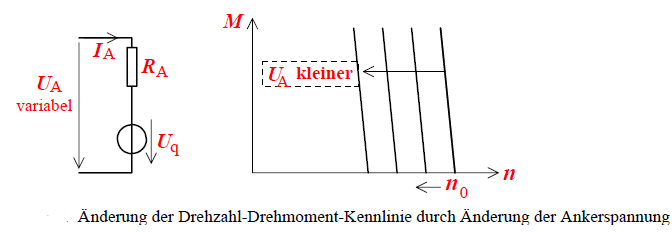 I_A
R_A
U_A
variabel
U_q
M
U_A kleiner
n
n_0
Änderung der Drehzahl-Drehmoment-Kennlinie durch Änderung der Ankerspannung